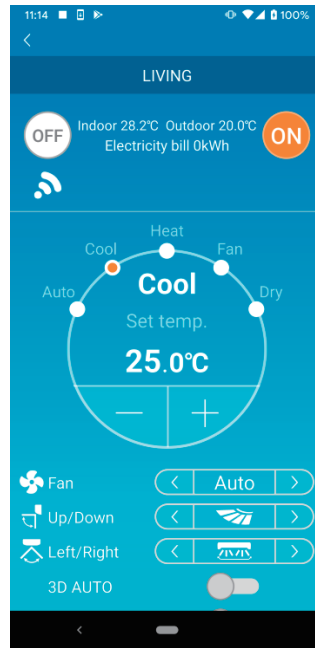 11:14 100%
LIVING
OFF Indoor 28.2℃ Outdoor 20.0℃ ON
Electricity bill 0kWh
Heat
Cool Fan
Auto Cool Dry
Set temp.
25.0℃
Fan Auto
Up/Down
Left/Right
3D AUTO